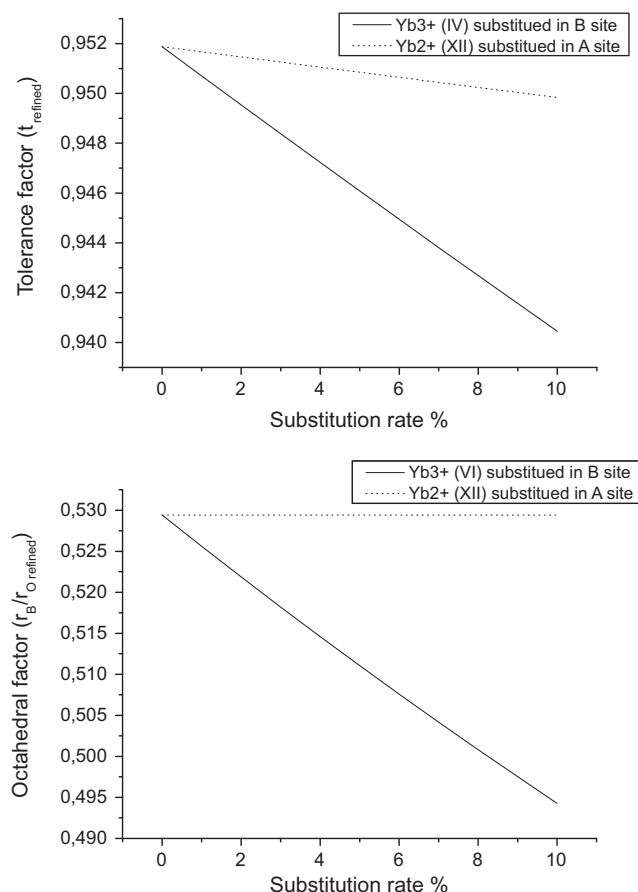 Yb3+ (IV) substitued in B site
Yb2+ (XII) substitued in A site
0,952
0,950
0,948
0,946
0,944
0,942
0,940
Tolerance factor (t_refined)
0 2 4 6 8 10
Substitution rate %
Yb3+ (VI) substitued in B site
Yb2+ (XII) substitued in A site
0,530
0,525
0,520
0,515
0,510
0,505
0,500
0,495
0,490
Octahedral factor (r_B/r_O refined)
0 2 4 6 8 10
Substitution rate %